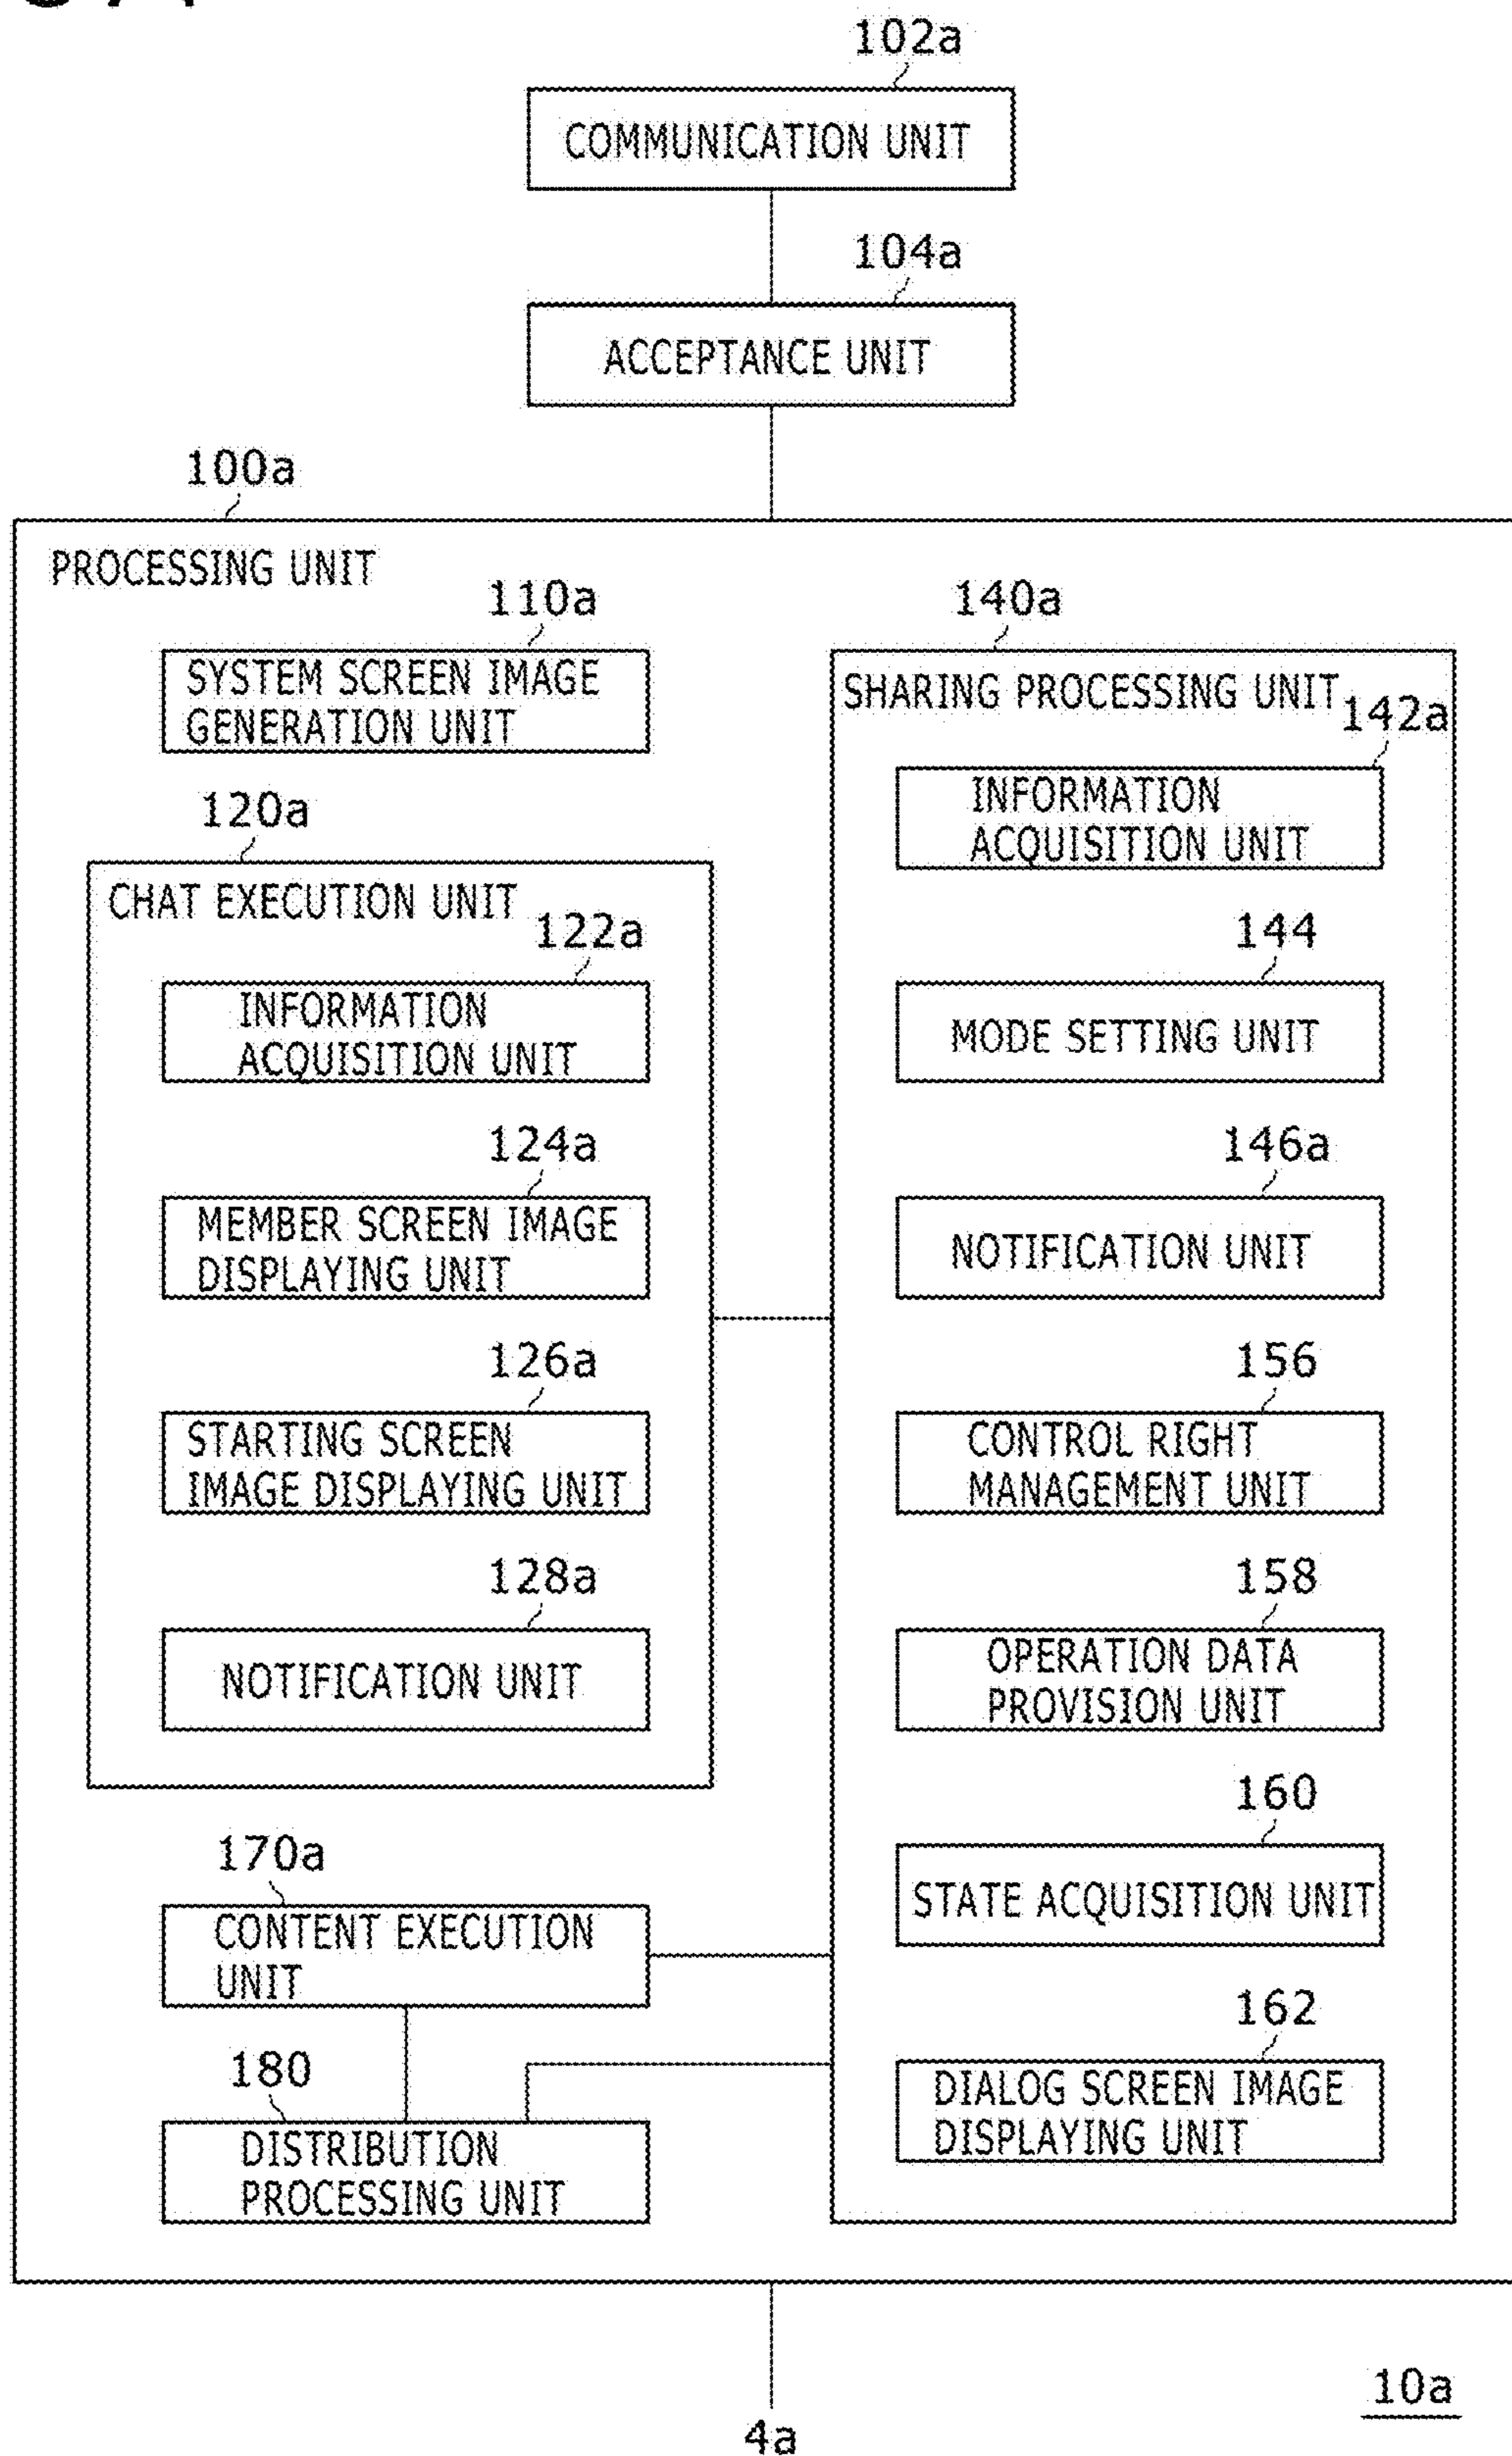 102a
COMMUNICATION UNIT
104a
ACCEPTANCE UNIT
100a
PROCESSING UNIT
110a
SYSTEM SCREEN IMAGE
GENERATION UNIT
120a
CHAT EXECUTION UNIT
122a
INFORMATION
ACQUISITION UNIT
124a
MEMBER SCREEN IMAGE
DISPLAYING UNIT
126a
STARTING SCREEN
IMAGE DISPLAYING UNIT
128a
NOTIFICATION UNIT
170a
CONTENT EXECUTION
UNIT
180
DISTRIBUTION
PROCESSING UNIT
140a
SHARING PROCESSING UNIT
142a
INFORMATION
ACQUISITION UNIT
144
MODE SETTING UNIT
146a
NOTIFICATION UNIT
156
CONTROL RIGHT
MANAGEMENT UNIT
158
OPERATION DATA
PROVISION UNIT
160
STATE ACQUISITION UNIT
162
DIALOG SCREEN IMAGE
DISPLAYING UNIT
10a
4a